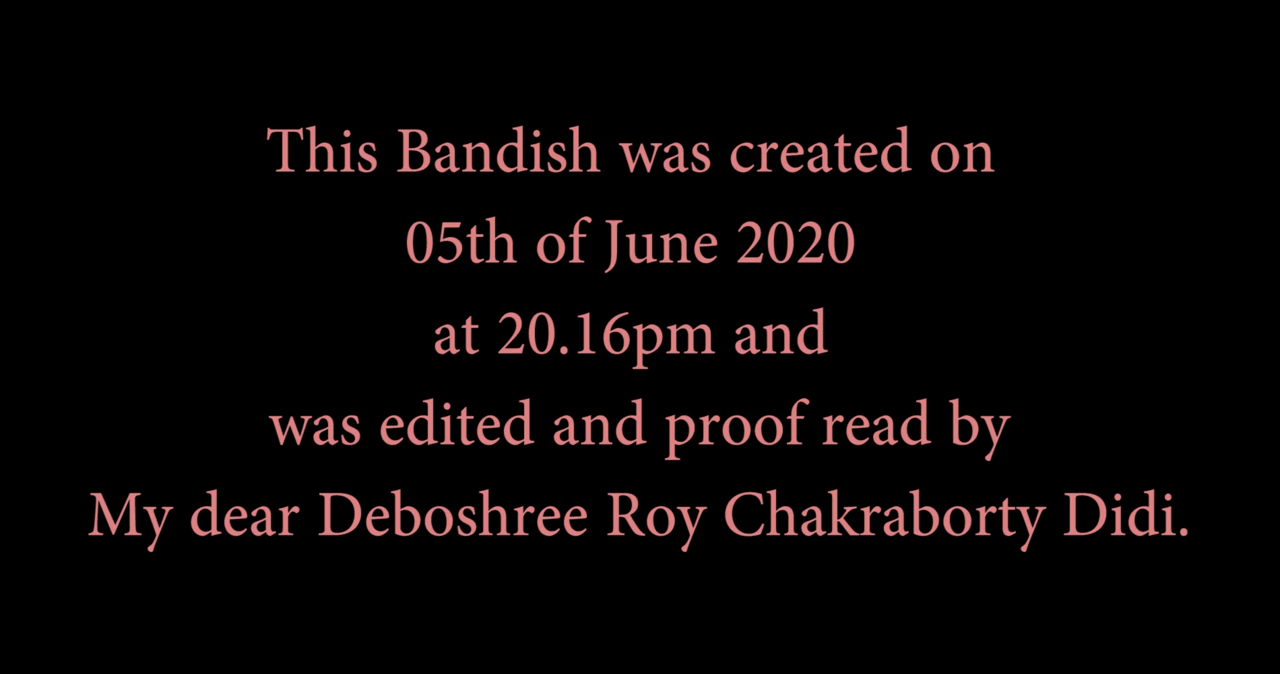 This Bandish was created on
05th of June 2020
at 20.16pm and
was edited and proof read by
My dear Deboshree Roy Chakraborty Didi.